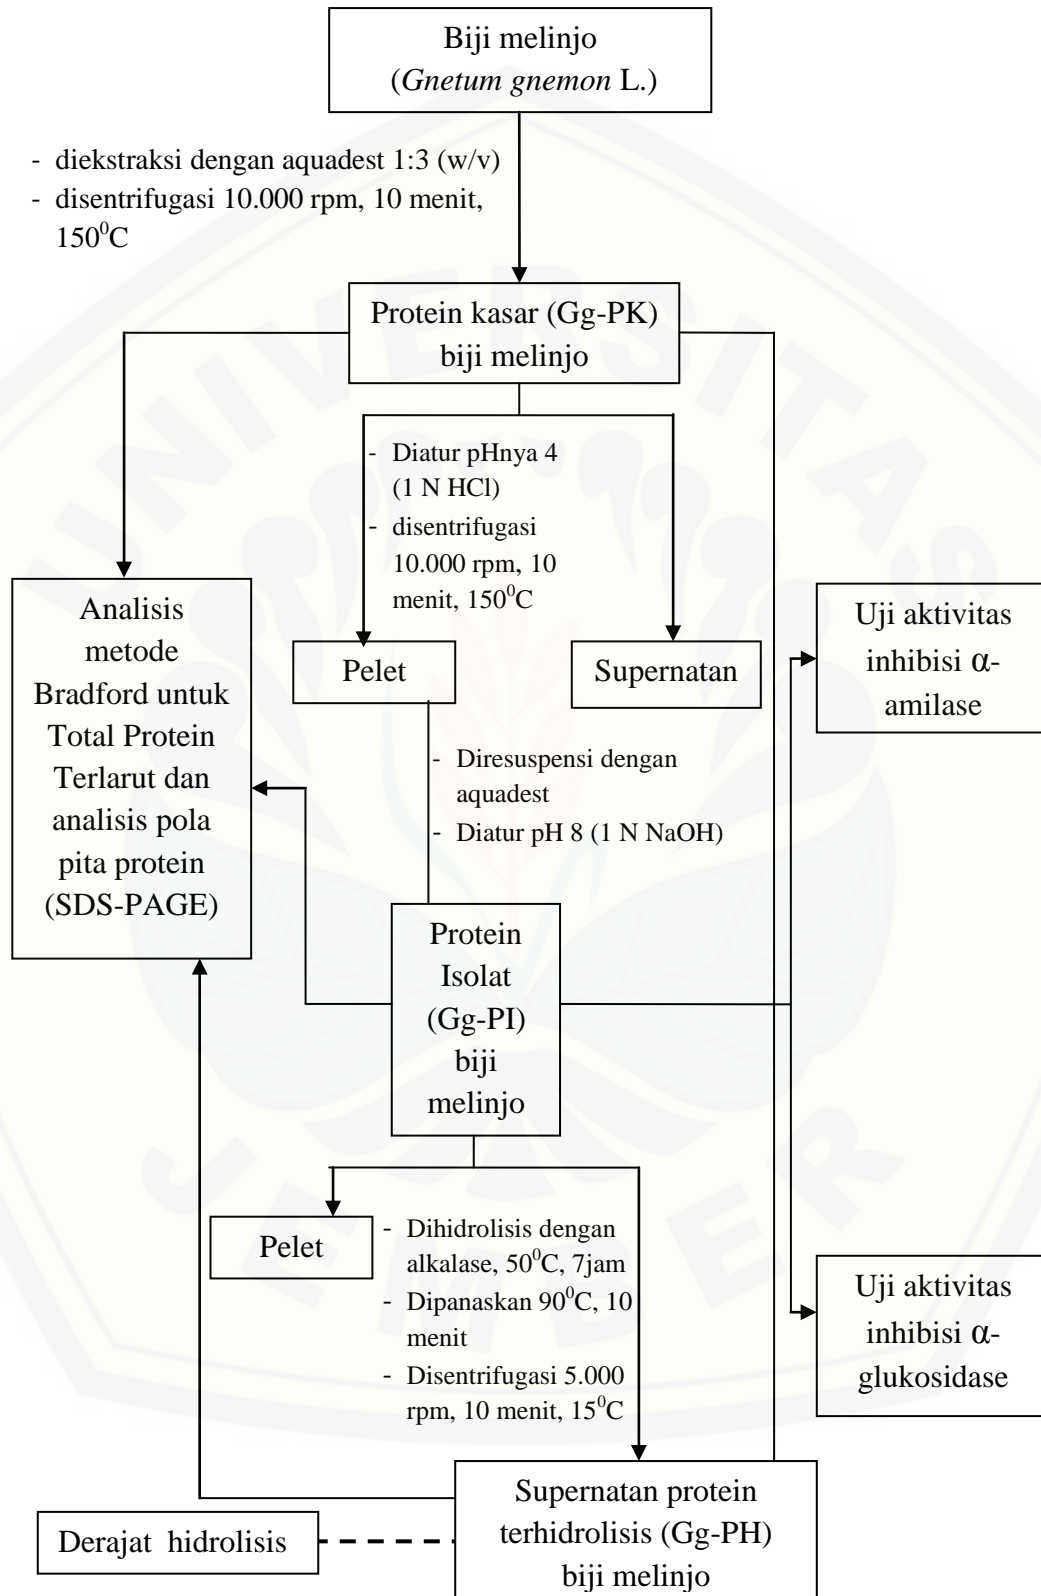 Biji melinjo
(Gnetum gnemon L.)
- diekstraksi dengan aquadest 1:3 (w/v)
- disentrifugasi 10.000 rpm, 10 menit,
150⁰C
Protein kasar (Gg-PK)
biji melinjo
- Diatur pHnya 4
(1 N HCl)
- disentrifugasi
10.000 rpm, 10
menit, 150⁰C
Analisis
metode
Bradford untuk
Total Protein
Terlarut dan
analisis pola
pita protein
(SDS-PAGE)
Pelet
Supernatan
Uji aktivitas
inhibisi α-
amilase
- Diresuspensi dengan
aquadest
- Diatur pH 8 (1 N NaOH)
Protein
Isolat
(Gg-PI)
biji
melinjo
Pelet
- Dihidrolisis dengan
alkalase, 50⁰C, 7jam
- Dipanaskan 90⁰C, 10
menit
- Disentrifugasi 5.000
rpm, 10 menit, 15⁰C
Uji aktivitas
inhibisi α-
glukosidase
Supernatan protein
terhidrolisis (Gg-PH)
biji melinjo
Derajat hidrolisis
UNIVERSITAS
JEMBER